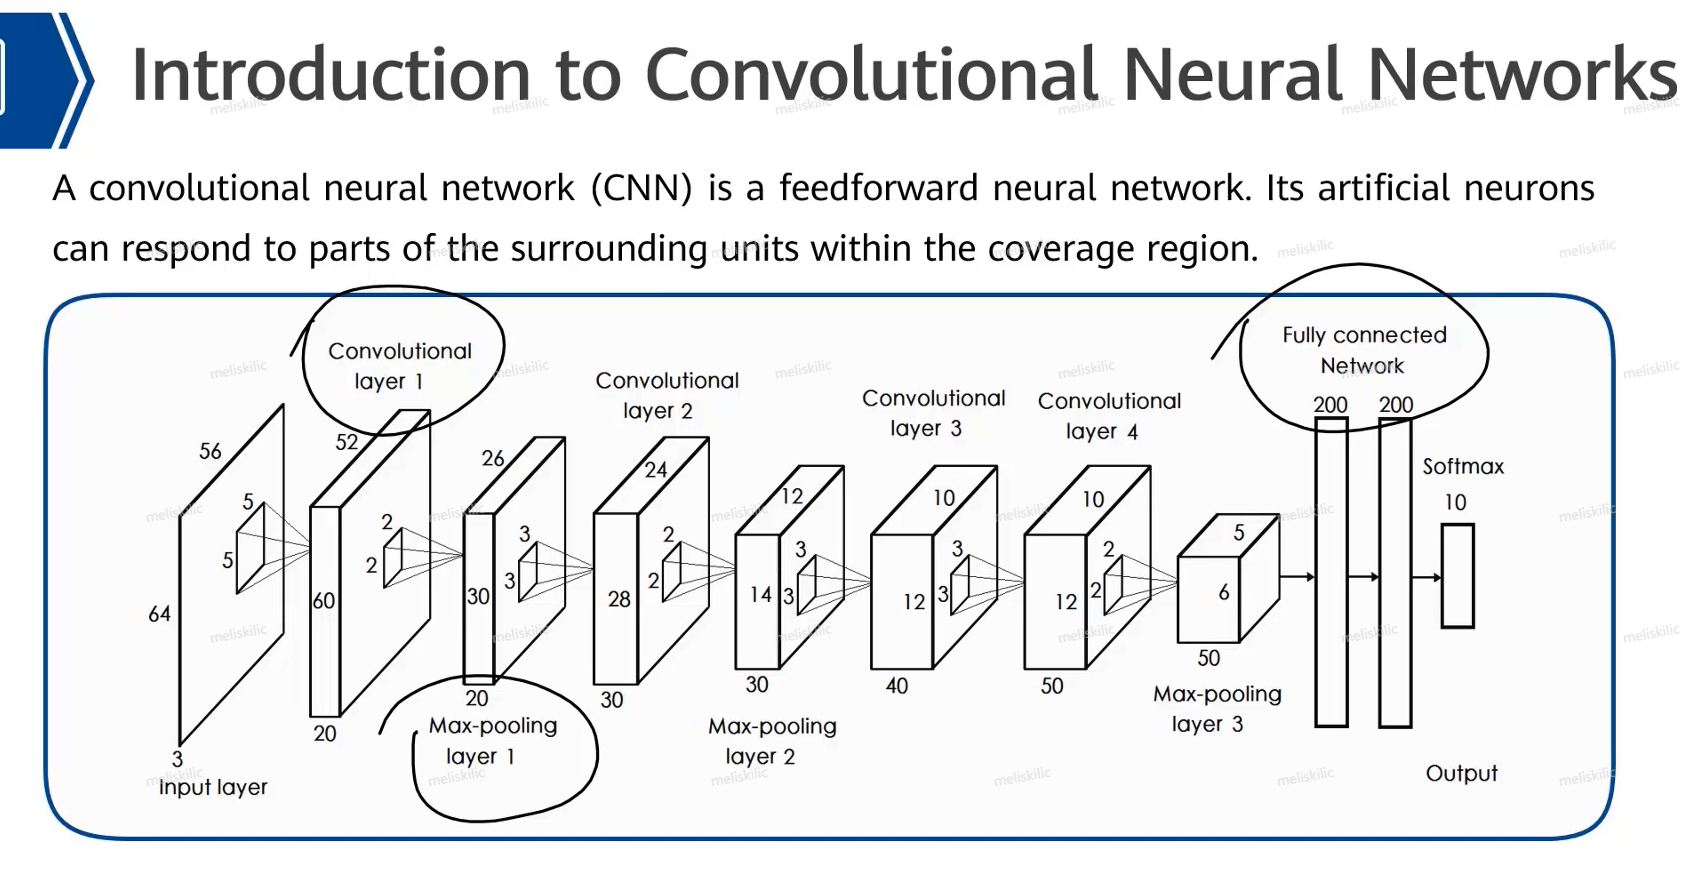 Introduction to Convolutional Neural Networks
A convolutional neural network (CNN) is a feedforward neural network. Its artificial neurons
can respond to parts of the surrounding units within the coverage region.
Convolutional
layer 1
Convolutional
layer 2
Convolutional
layer 3
Convolutional
layer 4
Fully connected
Network
200 200
Softmax
10
56
64
5
5
3
Input layer
52
60
2
2
20
26
30
3
3
20
Max-pooling
layer 1
24
28
2
2
30
12
14
3
3
30
Max-pooling
layer 2
10
12
3
3
40
10
12
2
2
50
5
6
50
Max-pooling
layer 3
Output
meliskilic